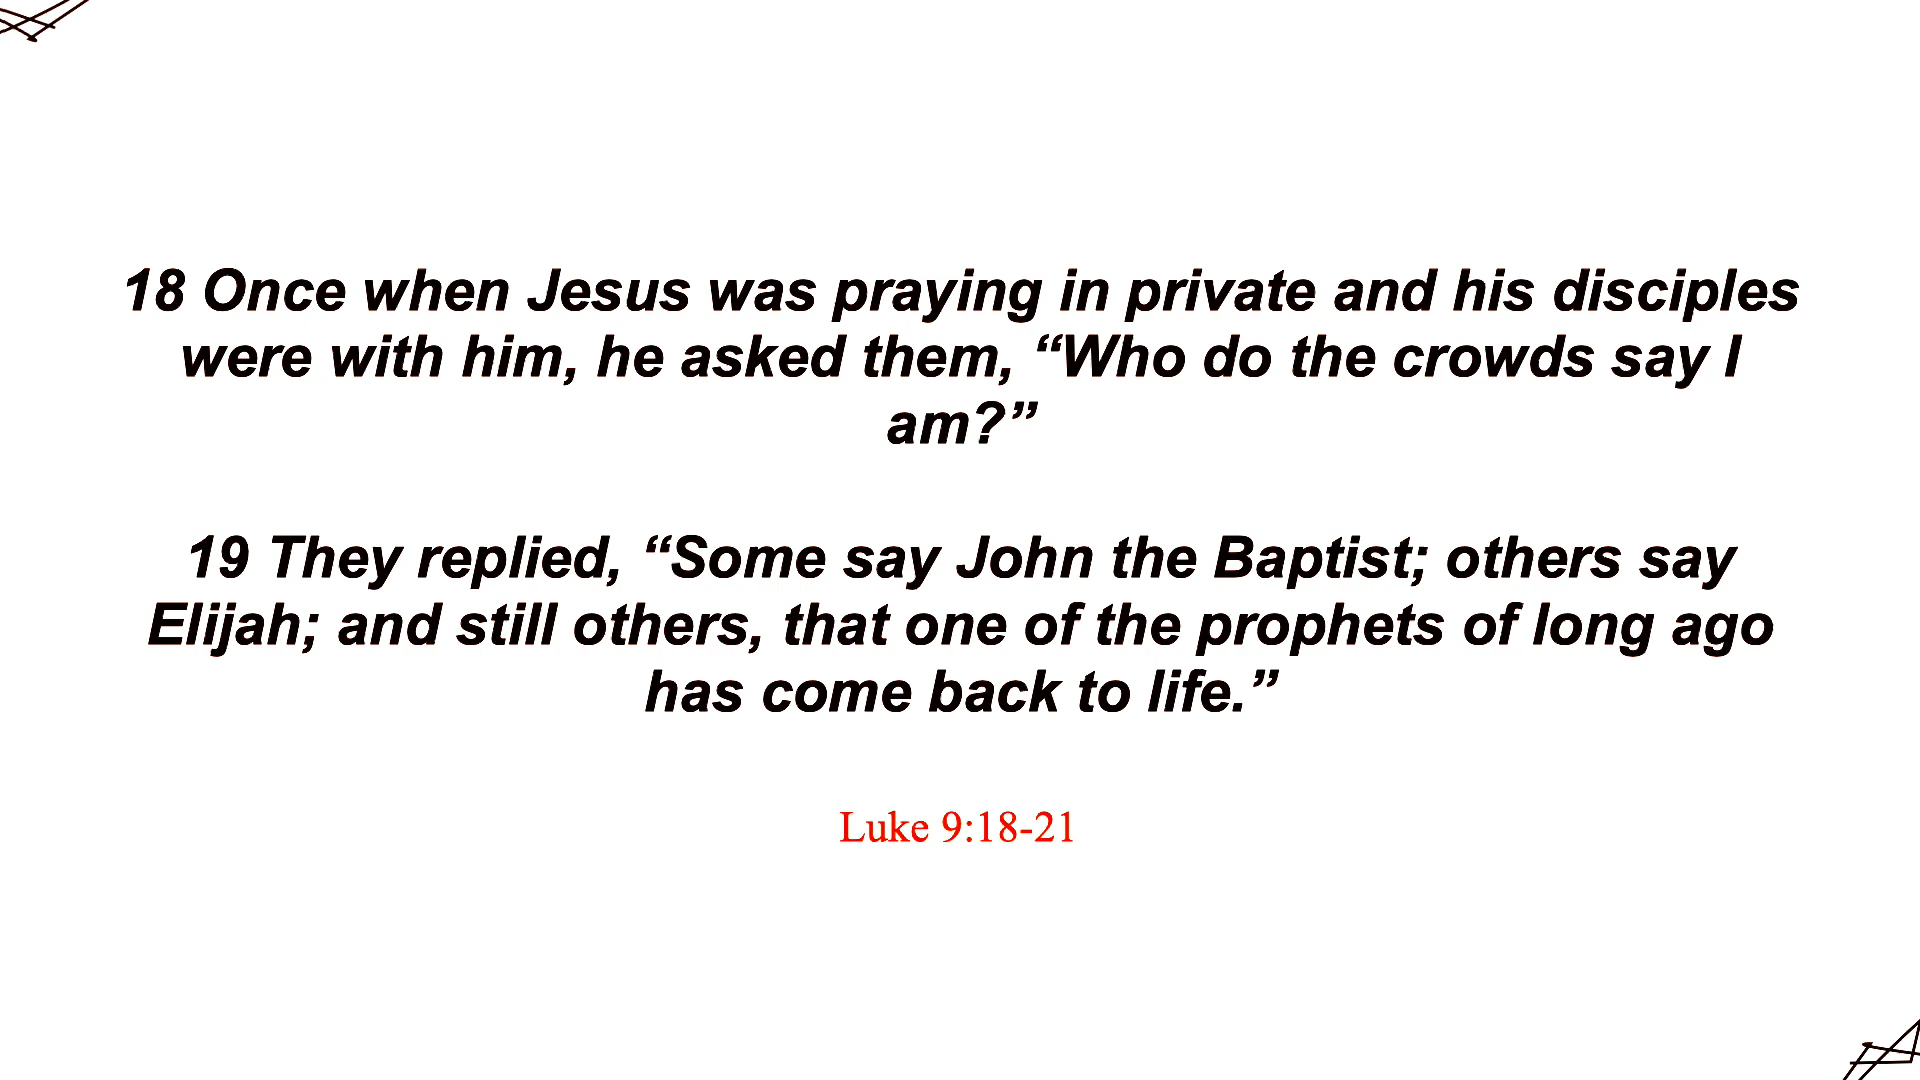 18 Once when Jesus was praying in private and his disciples
were with him, he asked them, “Who do the crowds say I
am?”
19 They replied, “Some say John the Baptist; others say
Elijah; and still others, that one of the prophets of long ago
has come back to life.”
Luke 9:18-21